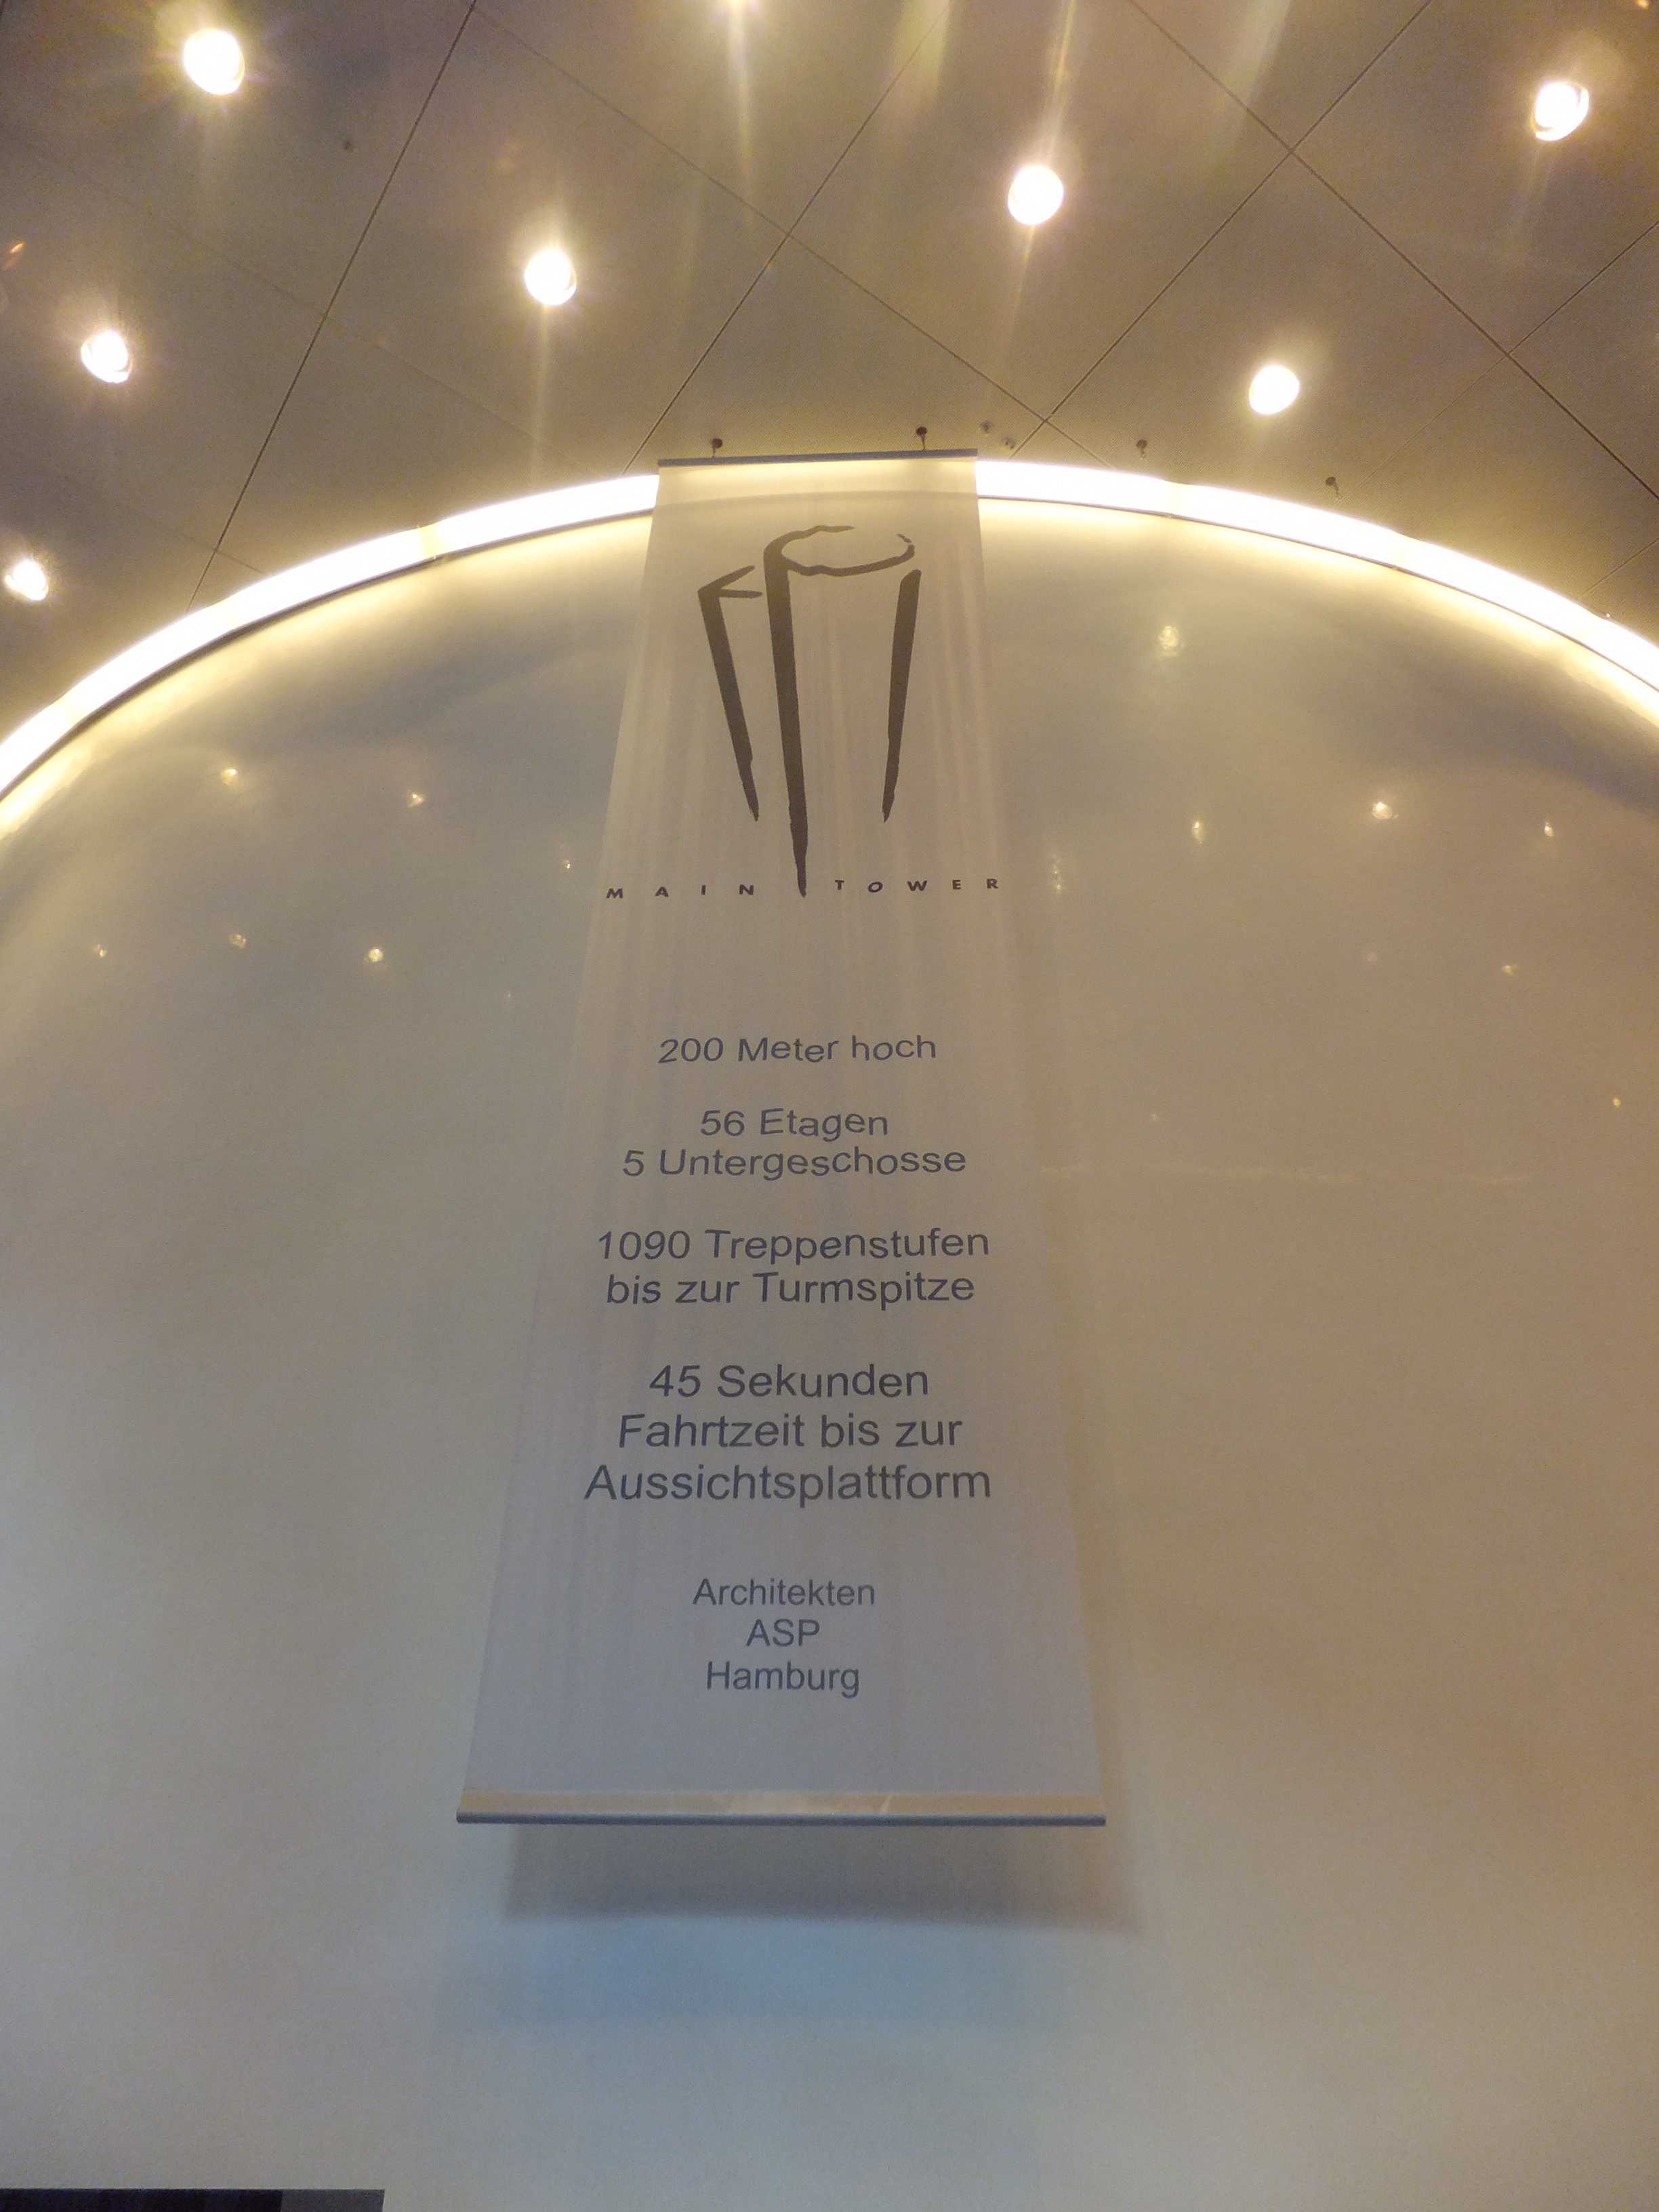 MAIN TOWER
200 Meter hoch
56 Etagen
5 Untergeschosse
1090 Treppenstufen
bis zur Turmspitze
45 Sekunden
Fahrtzeit bis zur
Aussichtsplattform
Architekten
ASP
Hamburg